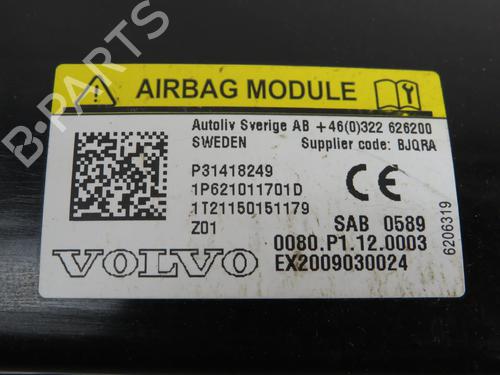 AIRBAG MODULE
Autoliv Sverige AB +46(0)322 626200
SWEDEN Supplier code: BJQRA
P31418249
1P621011701D
1T21150151179
Z01
SAB 0589
0080.P1.12.0003
EX2009030024
CE
6206319
VOLVO
B-PARTS